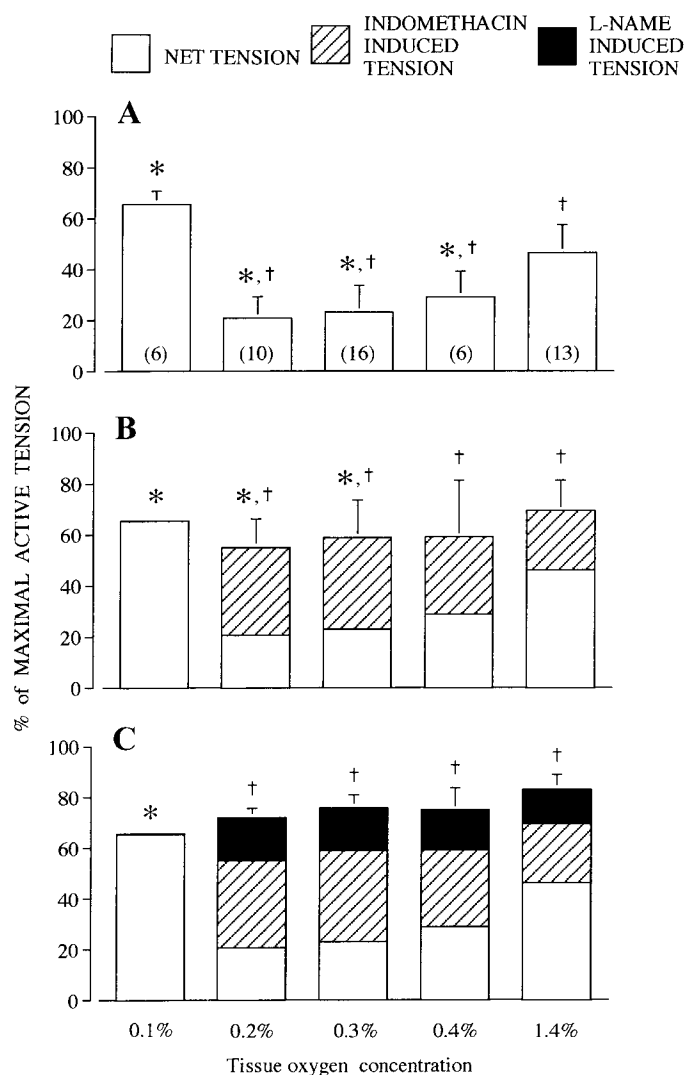 NET TENSION
INDOMETHACIN
INDUCED
TENSION
L-NAME
INDUCED
TENSION
% of MAXIMAL ACTIVE TENSION
A
100
80
60
40
20
0
*
*,†
*,†
*,†
†
(6)
(10)
(16)
(6)
(13)
B
100
80
60
40
20
0
*
*,†
*,†
†
†
C
100
80
60
40
20
0
*
†
†
†
†
0.1% 0.2% 0.3% 0.4% 1.4%
Tissue oxygen concentration